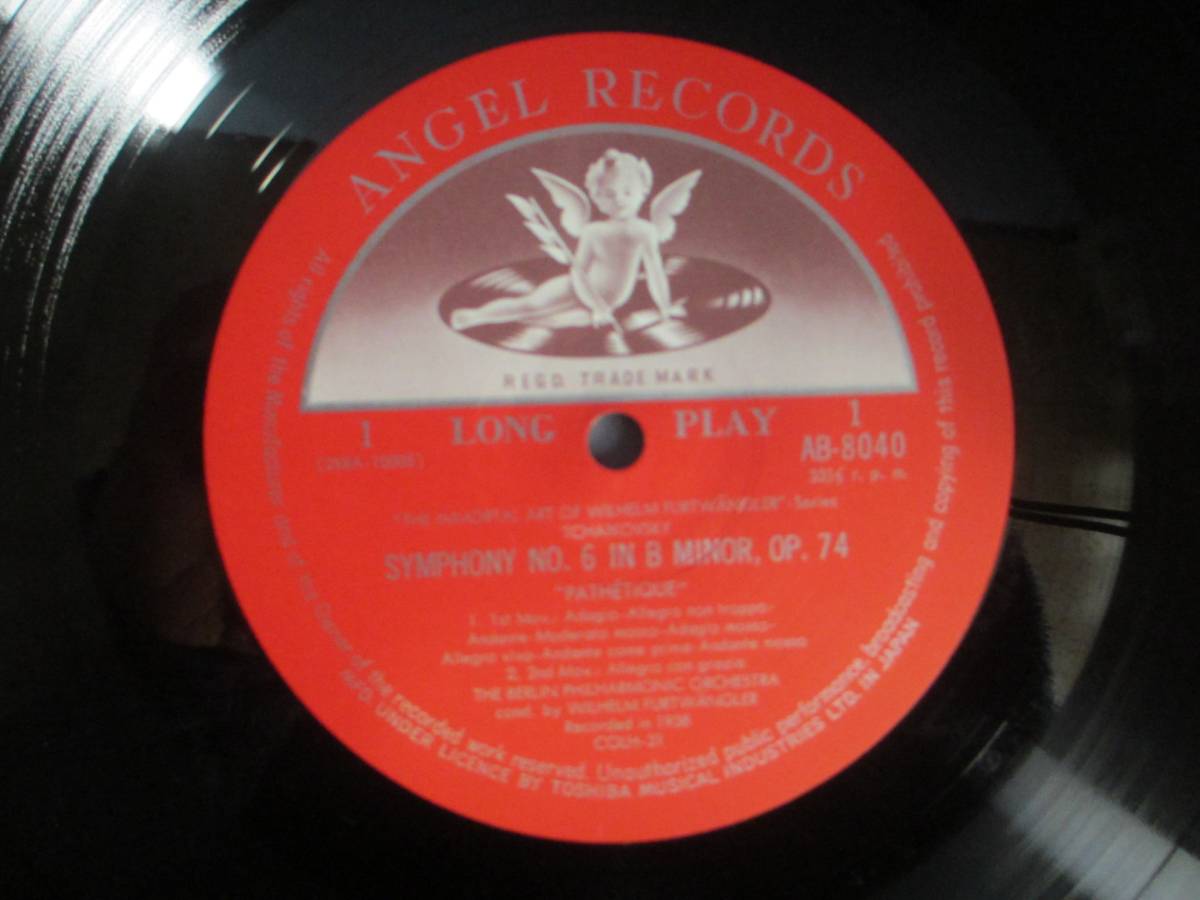 ANGEL RECORDS
REGD. TRADE MARK
1 LONG PLAY 1
AB-8040
33⅓ r. p. m.
"THE IMMORTAL ART OF WILHELM FURTWÄNGLER" Series
TCHAIKOVSKY
SYMPHONY NO. 6 IN B MINOR, OP. 74
"PATHÉTIQUE"
1. 1st Mov.: Adagio-Allegro non troppo-
Andante-Moderato mosso-Adagio mosso-
Allegro vivo-Andante come prima-Andante mosso
2. 2nd Mov.: Allegro con grazia
THE BERLIN PHILHARMONIC ORCHESTRA
cond. by WILHELM FURTWÄNGLER
Recorded in 1938
COLH-21
All rights of the Manufacturer and of the Owner of the recorded work reserved. Unauthorized public performance, broadcasting and copying of this record prohibited
MFD. UNDER LICENCE BY TOSHIBA MUSICAL INDUSTRIES LTD. IN JAPAN